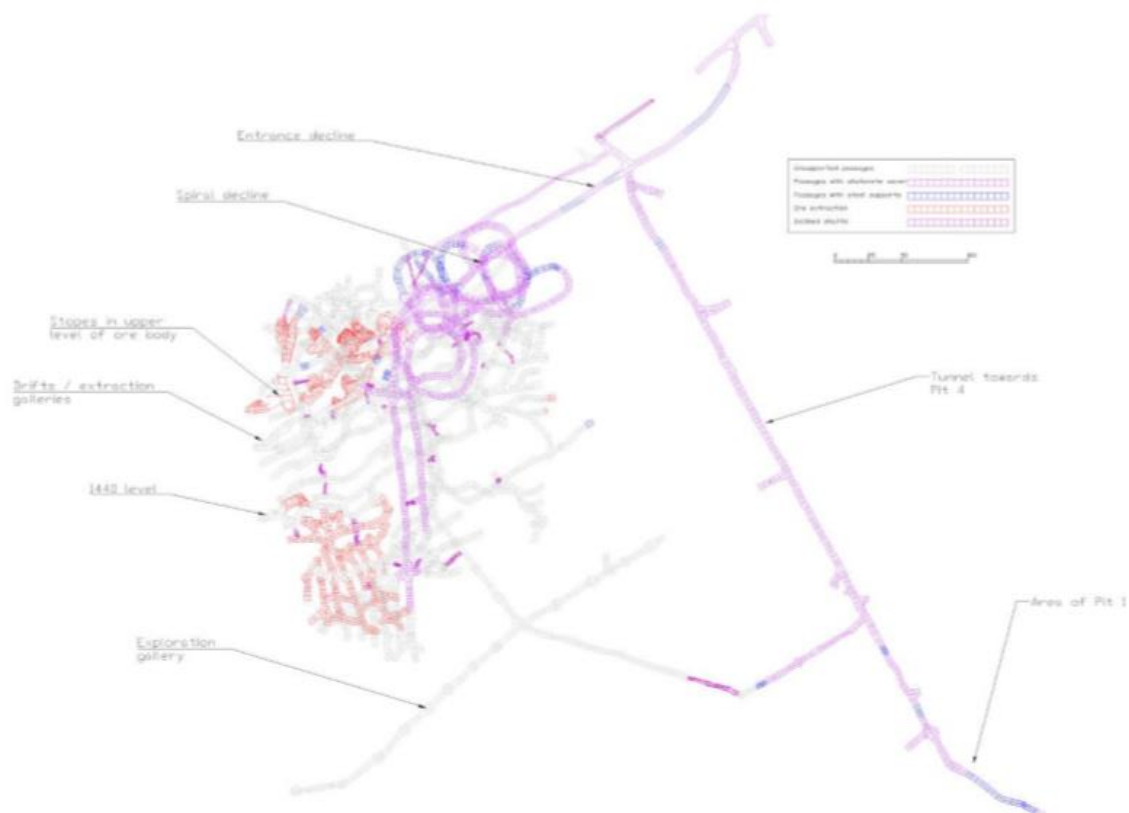 Entrance decline
Spiral decline
Unsupported passages
Passages with shotcrete cover
Passages with steel supports
Ore extraction
Stopes in upper
level of ore body
Drifts / extraction
galleries
Tunnel towards
Pit 4
1440 level
Area of Pit 1
Exploration
gallery